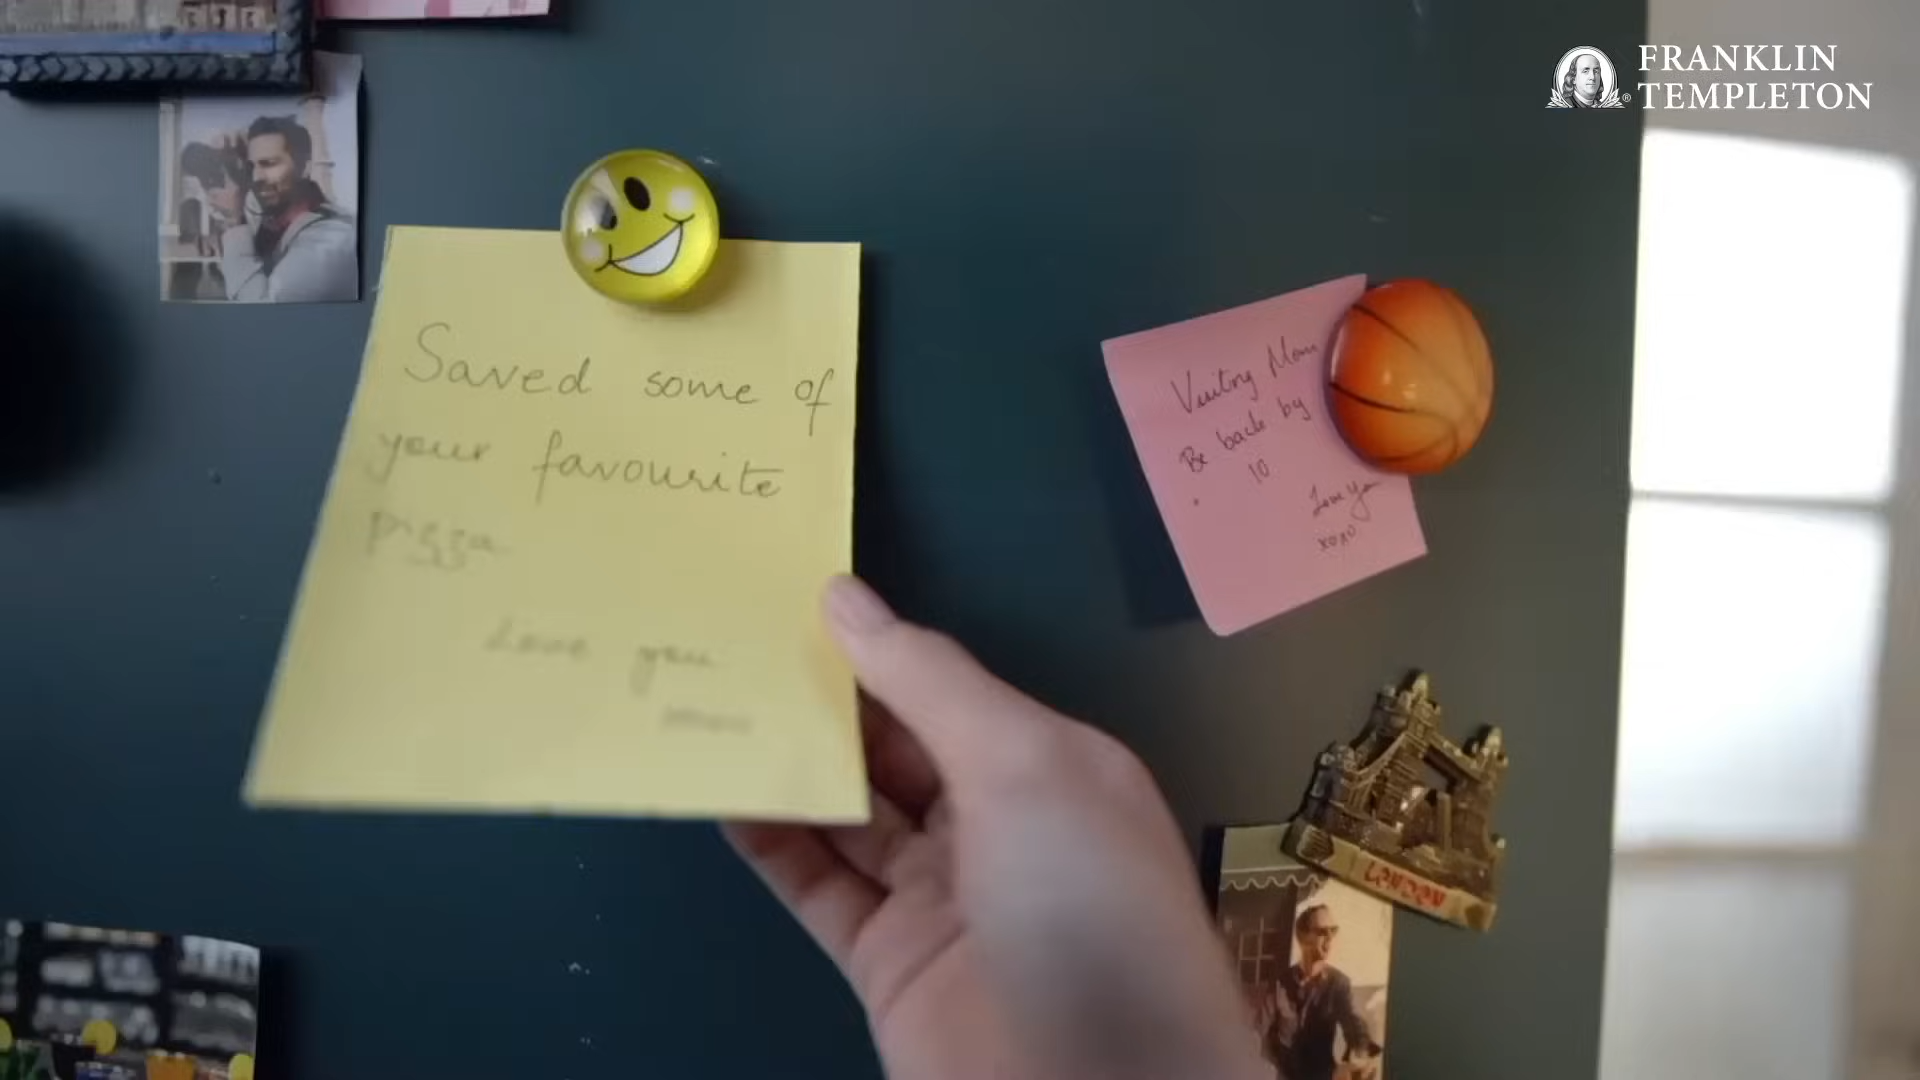 FRANKLIN
TEMPLETON
Saved some of
your favourite
pizza
Love you
Visiting Mom
Be back by
10
Love you
xoxo
LONDON